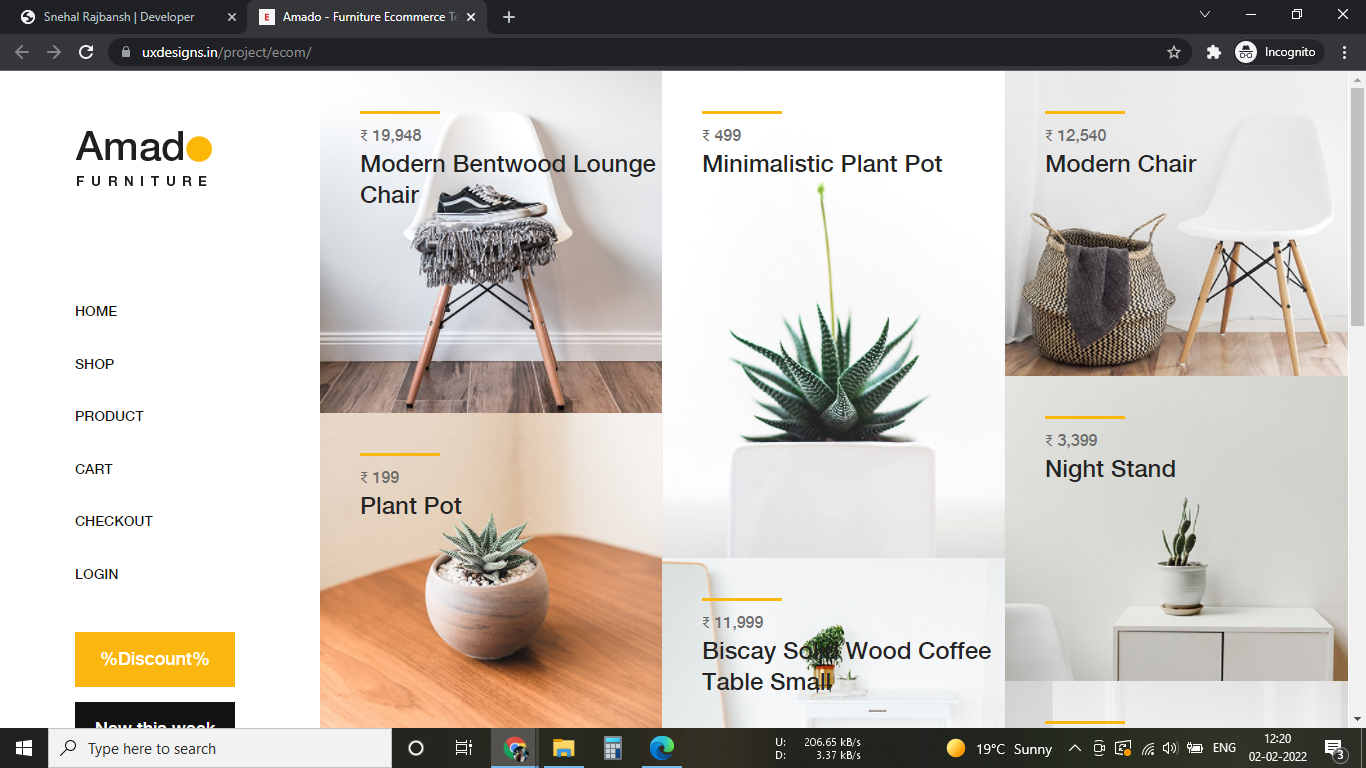 Snehal Rajbansh | Developer
Amado - Furniture Ecommerce Te
uxdesigns.in/project/ecom/
Incognito
Amado
FURNITURE
HOME
SHOP
PRODUCT
CART
CHECKOUT
LOGIN
%Discount%
New this week
₹ 19,948
Modern Bentwood Lounge
Chair
₹ 199
Plant Pot
₹ 499
Minimalistic Plant Pot
₹ 11,999
Biscay Solid Wood Coffee
Table Small
₹ 12,540
Modern Chair
₹ 3,399
Night Stand
Type here to search
U: 206.65 kB/s
D: 3.37 kB/s
19°C Sunny
ENG
12:20
02-02-2022
3